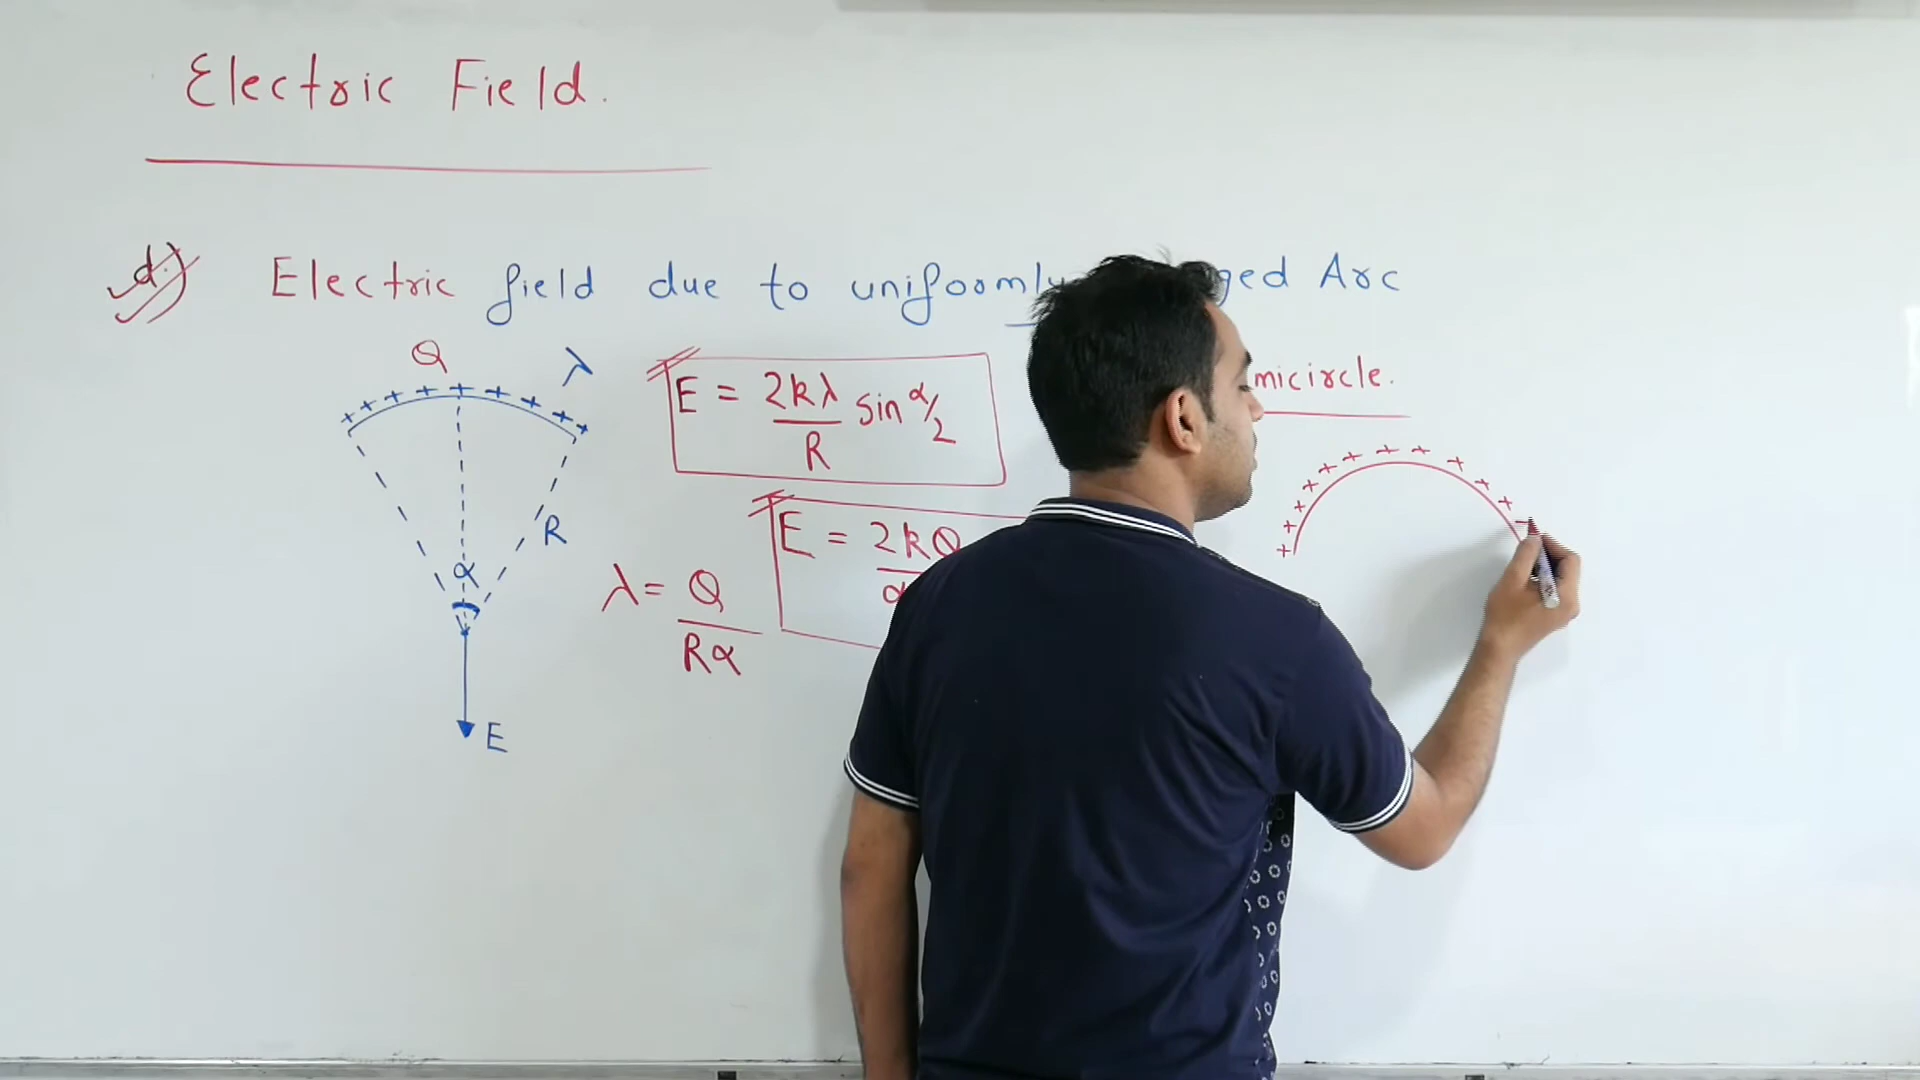 Electric Field.
d.) Electric field due to uniformly ged Arc
Q λ
E = 2kλ/R Sin α/2
micircle.
E = 2kQ
α
R
α
λ = Q/Rα
E